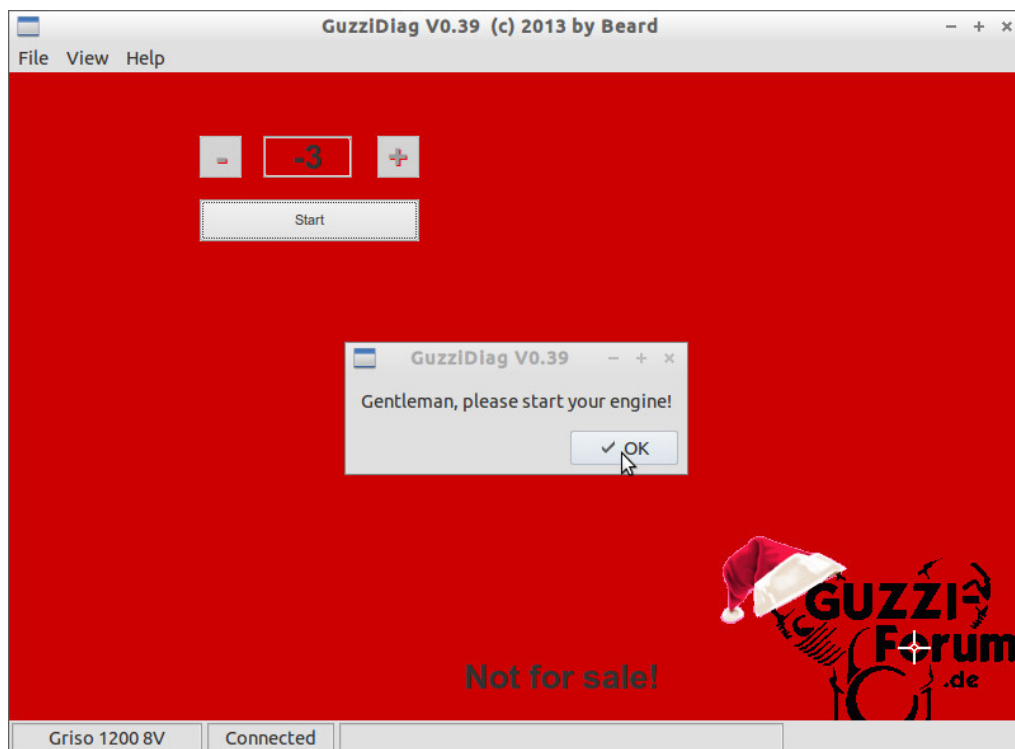 GuzziDiag V0.39 (c) 2013 by Beard
File View Help
- -3 +
Start
GuzziDiag V0.39
Gentleman, please start your engine!
OK
GUZZI-
Forum
.de
Not for sale!
Griso 1200 8V Connected